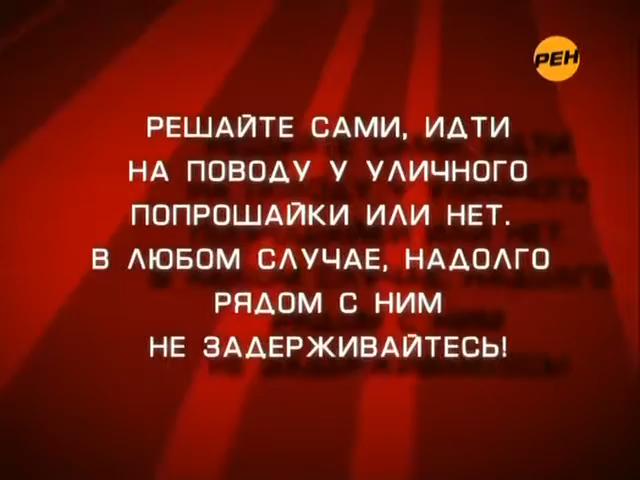 РЕН
РЕШАЙТЕ САМИ, ИДТИ
НА ПОВОДУ У УЛИЧНОГО
ПОПРОШАЙКИ ИЛИ НЕТ.
В ЛЮБОМ СЛУЧАЕ, НАДОЛГО
РЯДОМ С НИМ
НЕ ЗАДЕРЖИВАЙТЕСЬ!